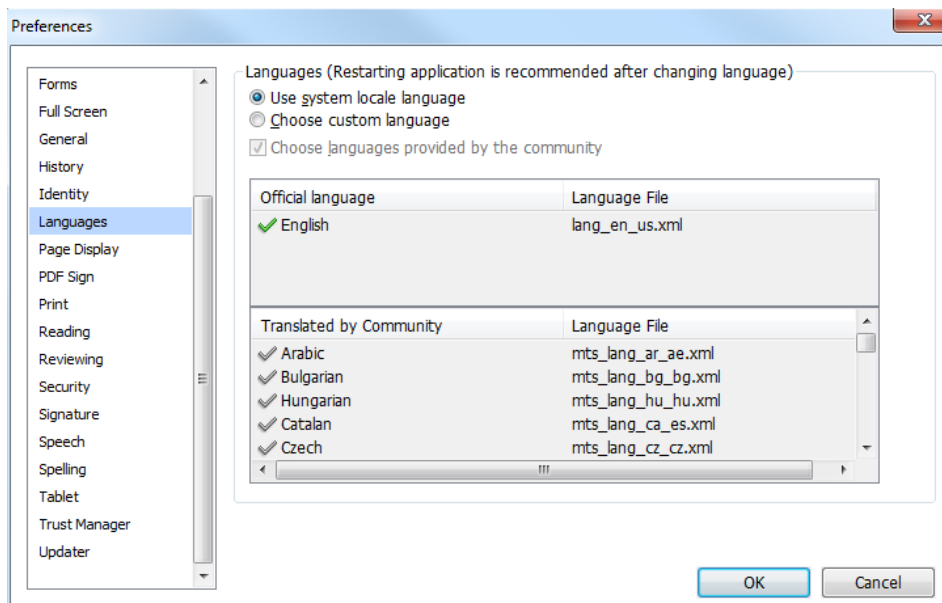 Preferences
Forms
Full Screen
General
History
Identity
Languages
Page Display
PDF Sign
Print
Reading
Reviewing
Security
Signature
Speech
Spelling
Tablet
Trust Manager
Updater
Languages (Restarting application is recommended after changing language)
Use system locale language
Choose custom language
Choose languages provided by the community
Official language Language File
English lang_en_us.xml
Translated by Community Language File
Arabic mts_lang_ar_ae.xml
Bulgarian mts_lang_bg_bg.xml
Hungarian mts_lang_hu_hu.xml
Catalan mts_lang_ca_es.xml
Czech mts_lang_cz_cz.xml
OK Cancel